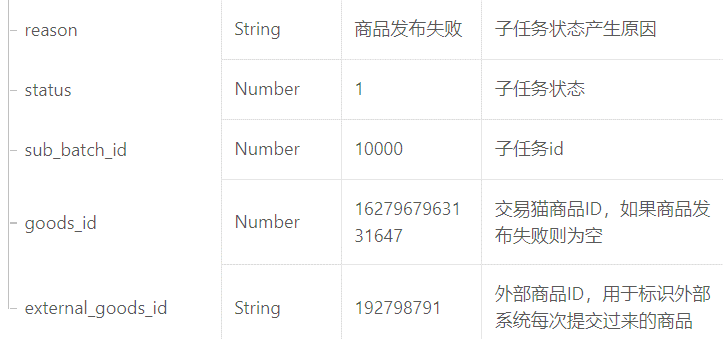 reason String 商品发布失败 子任务状态产生原因
status Number 1 子任务状态
sub_batch_id Number 10000 子任务id
goods_id Number 16279679631 交易猫商品ID，如果商品发
31647 布失败则为空
external_goods_id String 192798791 外部商品ID，用于标识外部
系统每次提交过来的商品